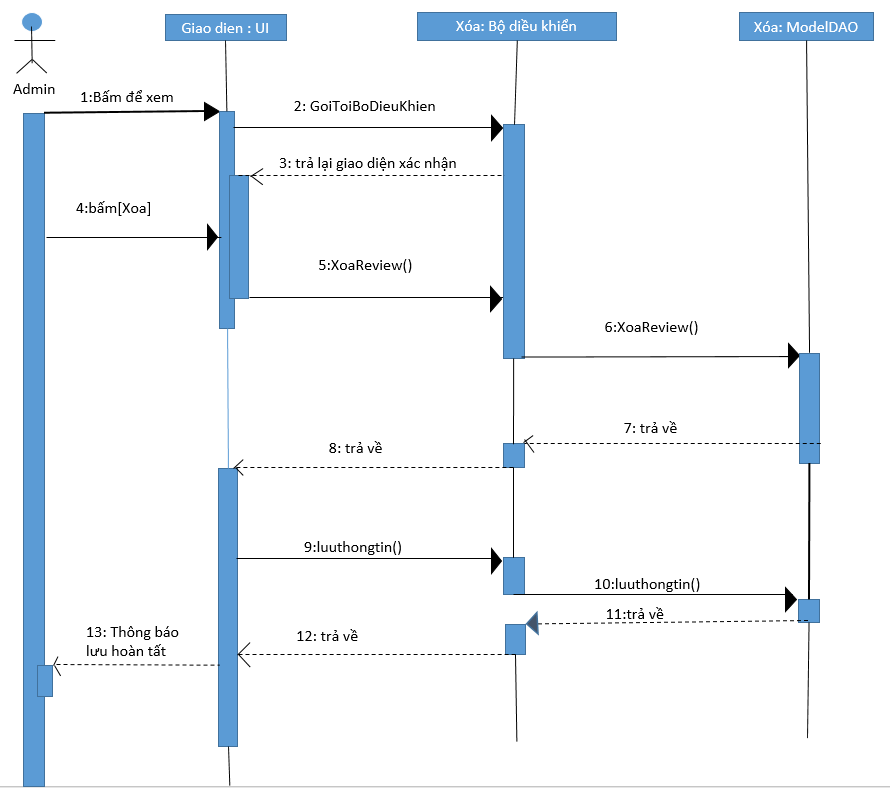 Giao dien : UI
Xóa: Bộ diều khiển
Xóa: ModelDAO
Admin
1:Bấm để xem
2: GoiToiBoDieuKhien
3: trả lại giao diện xác nhận
4:bấm[Xoa]
5:XoaReview()
6:XoaReview()
7: trả về
8: trả về
9:luuthongtin()
10:luuthongtin()
11:trả về
12: trả về
13: Thông báo
lưu hoàn tất